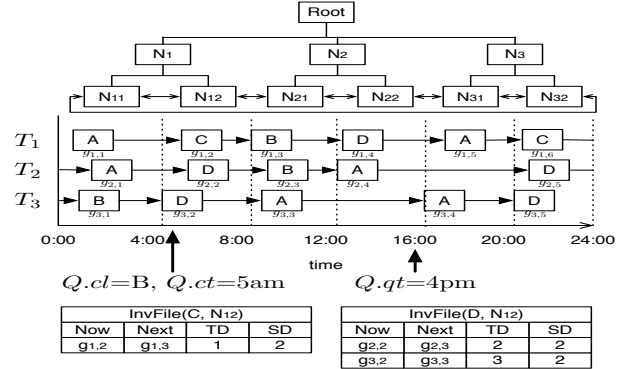 Root
N1 N2 N3
N11 N12 N21 N22 N31 N32
T1 A C B D A C
g1,1 g1,2 g1,3 g1,4 g1,5 g1,6
T2 A D B A D
g2,1 g2,2 g2,3 g2,4 g2,5
T3 B D A A D
g3,1 g3,2 g3,3 g3,4 g3,5
0:00 4:00 8:00 12:00 16:00 20:00 24:00
time
Q.cl=B, Q.ct=5am Q.qt=4pm
InvFile(C, N12)
Now Next TD SD
g1,2 g1,3 1 2
InvFile(D, N12)
Now Next TD SD
g2,2 g2,3 2 2
g3,2 g3,3 3 2